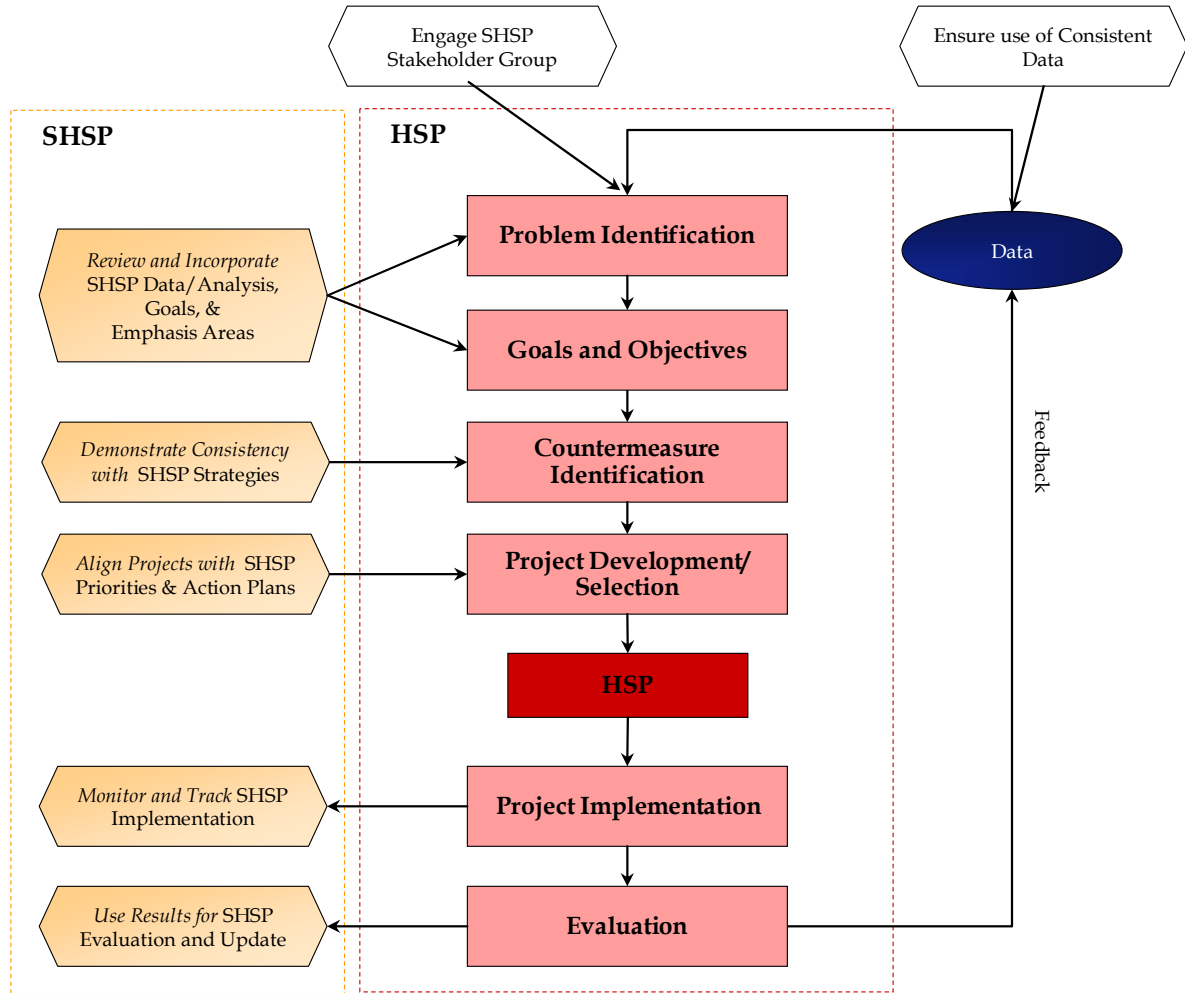 Engage SHSP
Stakeholder Group
Ensure use of Consistent
Data
SHSP
HSP
Problem Identification
Data
Review and Incorporate
SHSP Data/Analysis,
Goals, &
Emphasis Areas
Goals and Objectives
Countermeasure
Identification
Demonstrate Consistency
with SHSP Strategies
Feedback
Project Development/
Selection
Align Projects with SHSP
Priorities & Action Plans
HSP
Project Implementation
Monitor and Track SHSP
Implementation
Evaluation
Use Results for SHSP
Evaluation and Update